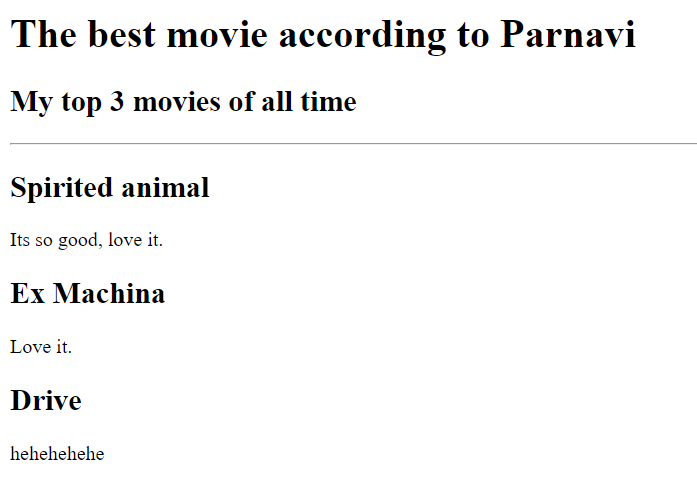 The best movie according to Parnavi
My top 3 movies of all time
Spirited animal
Its so good, love it.
Ex Machina
Love it.
Drive
hehehehehe